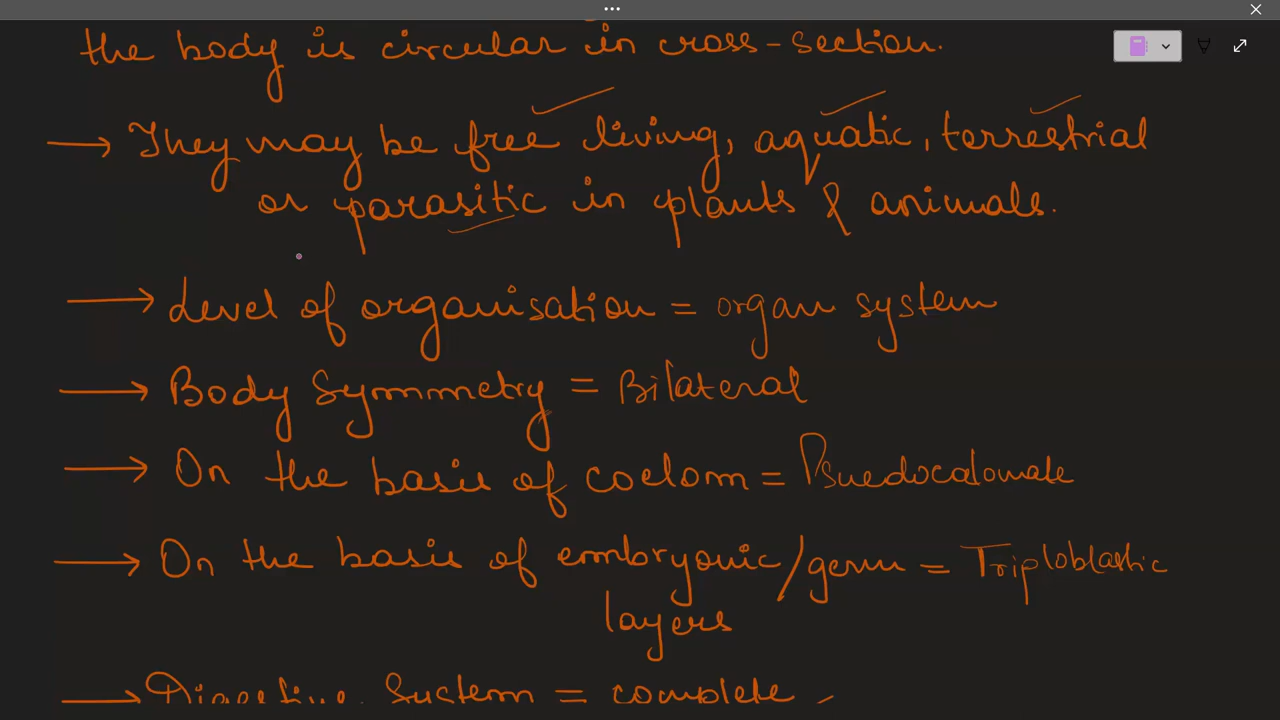 the body is circular in cross-section.
→ They may be free living, aquatic, terrestrial
or parasitic in plants & animals.
→ Level of organisation = organ system
→ Body Symmetry = Bilateral
→ On the basis of coelom = Psuedocalomate
→ On the basis of embryonic/germ = Triploblastic
layers
→ Digestive System = complete